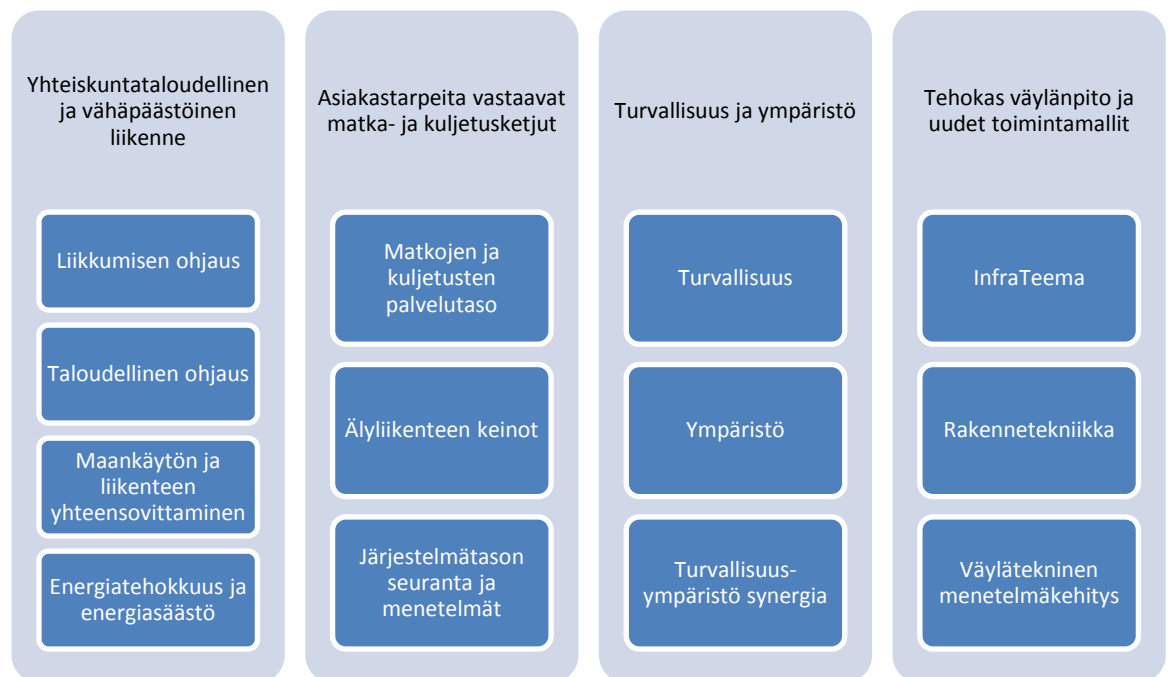 Yhteiskuntataloudellinen
ja vähäpäästöinen
liikenne
Liikkumisen ohjaus
Taloudellinen ohjaus
Maankäytön ja
liikenteen
yhteensovittaminen
Energiatehokkuus ja
energiasäästö
Asiakastarpeita vastaavat
matka- ja kuljetusketjut
Matkojen ja
kuljetusten
palvelutaso
Älyliikenteen keinot
Järjestelmätason
seuranta ja
menetelmät
Turvallisuus ja ympäristö
Turvallisuus
Ympäristö
Turvallisuus-
ympäristö synergia
Tehokas väylänpito ja
uudet toimintamallit
InfraTeema
Rakennetekniikka
Väylätekninen
menetelmäkehitys